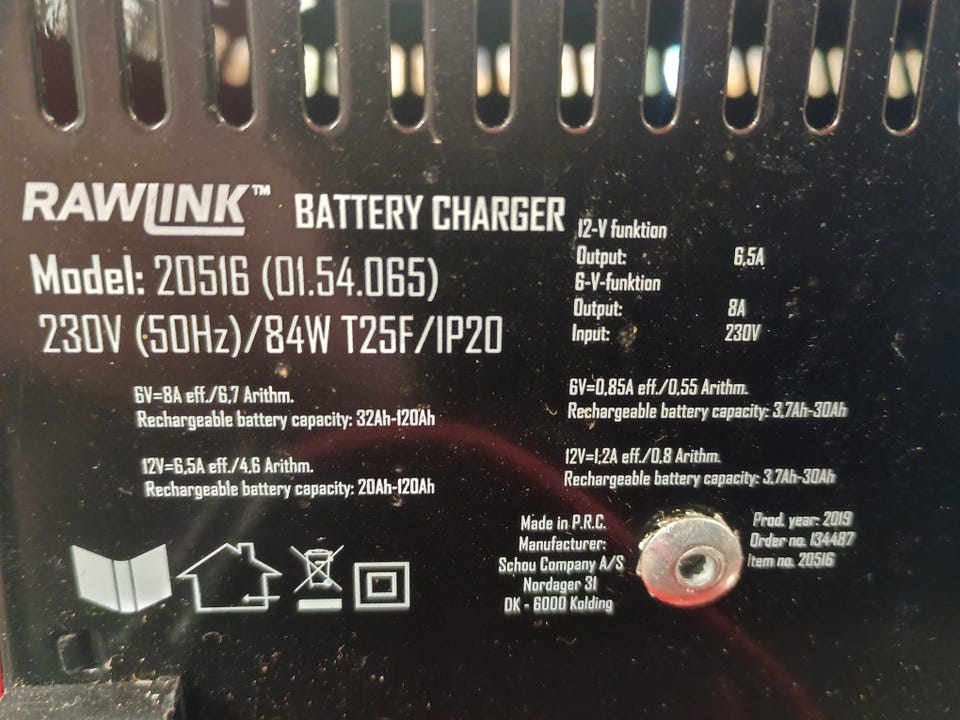 RAWLINK™ BATTERY CHARGER
Model: 20516 (01.54.065)
230V (50Hz)/84W T25F/IP20
12-V funktion
Output: 6,5A
6-V-funktion
Output: 8A
Input: 230V
6V=8A eff./6,7 Arithm.
Rechargeable battery capacity: 32Ah-120Ah
12V=6,5A eff./4,6 Arithm.
Rechargeable battery capacity: 20Ah-120Ah
6V=0,85A eff./0,55 Arithm.
Rechargeable battery capacity: 3,7Ah-30Ah
12V=1,2A eff./0,8 Arithm.
Rechargeable battery capacity: 3,7Ah-30Ah
Made in P.R.C.
Manufacturer:
Schou Company A/S
Nordager 31
DK - 6000 Kolding
Prod. year: 2019
Order no. 134487
Item no. 20516